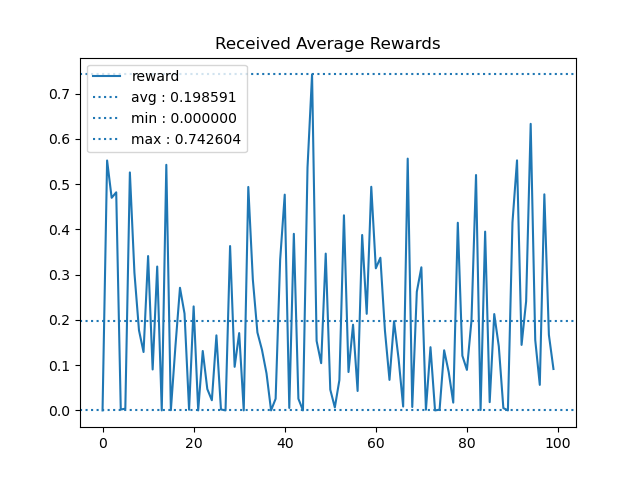 Received Average Rewards
reward
avg : 0.198591
min : 0.000000
max : 0.742604
0.7
0.6
0.5
0.4
0.3
0.2
0.1
0.0
0 20 40 60 80 100